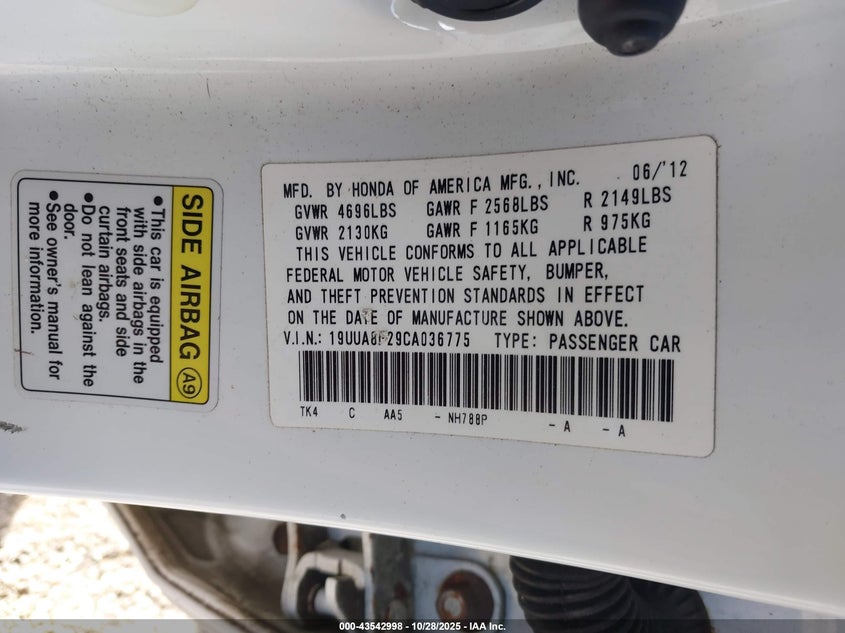 MFD. BY HONDA OF AMERICA MFG., INC. 06/'12
GVWR 4696LBS GAWR F 2568LBS R 2149LBS
GVWR 2130KG GAWR F 1165KG R 975KG
THIS VEHICLE CONFORMS TO ALL APPLICABLE
FEDERAL MOTOR VEHICLE SAFETY, BUMPER,
AND THEFT PREVENTION STANDARDS IN EFFECT
ON THE DATE OF MANUFACTURE SHOWN ABOVE.
V.I.N.: TYPE: PASSENGER CAR
TK4 C AA5 - NH788P - A - A
SIDE AIRBAG A9
●This car is equipped
with side airbags in the
front seats and side
curtain airbags.
●Do not lean against the
door.
●See owner's manual for
more information.
000-43542998 | 10/28/2025 | © IAA Inc.